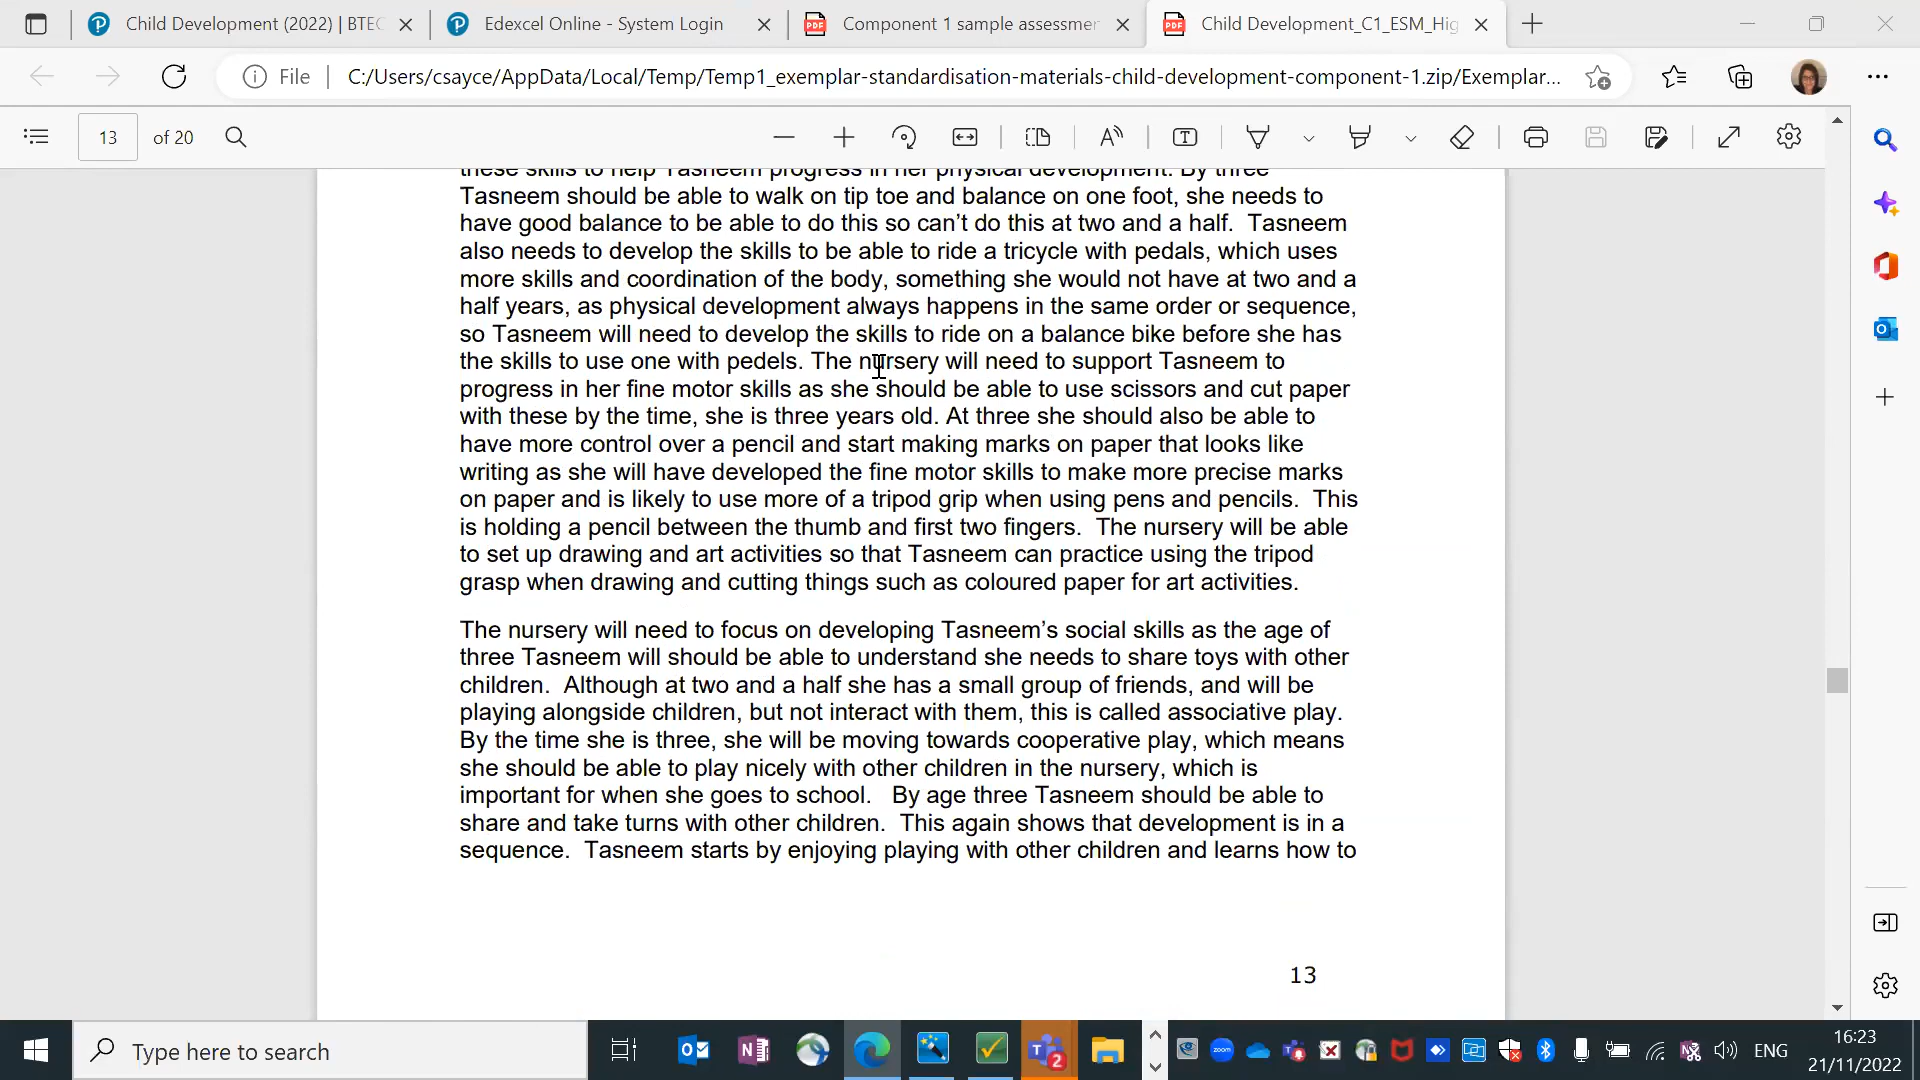 Child Development (2022) | BTEC
Edexcel Online - System Login
Component 1 sample assessmen
Child Development_C1_ESM_Hig
File
C:/Users/csayce/AppData/Local/Temp/Temp1_exemplar-standardisation-materials-child-development-component-1.zip/Exemplar...
13 of 20
these skills to help Tasneem progress in her physical development. By three
Tasneem should be able to walk on tip toe and balance on one foot, she needs to
have good balance to be able to do this so can't do this at two and a half.  Tasneem
also needs to develop the skills to be able to ride a tricycle with pedals, which uses
more skills and coordination of the body, something she would not have at two and a
half years, as physical development always happens in the same order or sequence,
so Tasneem will need to develop the skills to ride on a balance bike before she has
the skills to use one with pedels. The nursery will need to support Tasneem to
progress in her fine motor skills as she should be able to use scissors and cut paper
with these by the time, she is three years old. At three she should also be able to
have more control over a pencil and start making marks on paper that looks like
writing as she will have developed the fine motor skills to make more precise marks
on paper and is likely to use more of a tripod grip when using pens and pencils.  This
is holding a pencil between the thumb and first two fingers.  The nursery will be able
to set up drawing and art activities so that Tasneem can practice using the tripod
grasp when drawing and cutting things such as coloured paper for art activities.
The nursery will need to focus on developing Tasneem's social skills as the age of
three Tasneem will should be able to understand she needs to share toys with other
children.  Although at two and a half she has a small group of friends, and will be
playing alongside children, but not interact with them, this is called associative play.
By the time she is three, she will be moving towards cooperative play, which means
she should be able to play nicely with other children in the nursery, which is
important for when she goes to school.   By age three Tasneem should be able to
share and take turns with other children.  This again shows that development is in a
sequence.  Tasneem starts by enjoying playing with other children and learns how to
13
Type here to search
2
zoom
ENG
16:23
21/11/2022